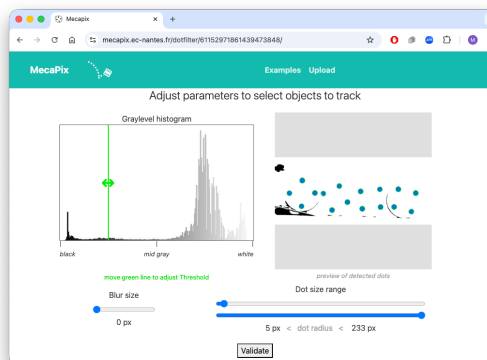 Mecapix
mecapix.ec-nantes.fr/dotfilter/61152971861439473848/
M
MecaPix
Examples Upload
Adjust parameters to select objects to track
Graylevel histogram
black mid gray white
preview of detected dots
move green line to adjust Threshold
Blur size
Dot size range
0 px
5 px < dot radius < 233 px
Validate